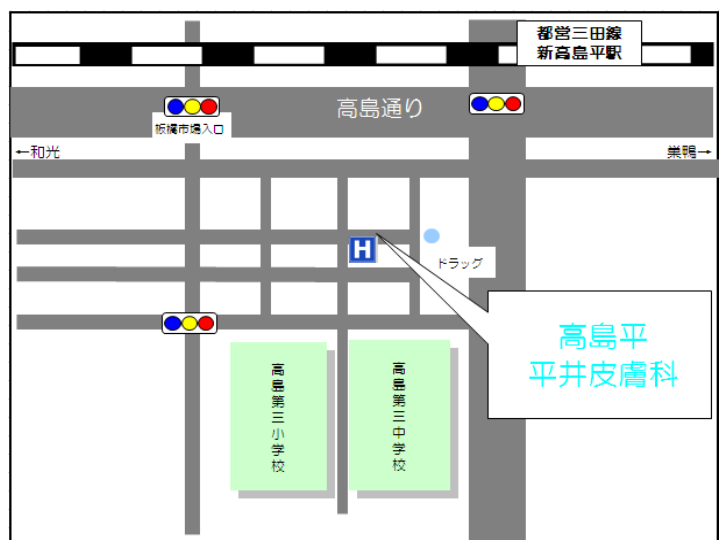 都営三田線
新高島平駅
高島通り
板橋市場入口
←和光
巣鴨→
H
ドラッグ
高島平
平井皮膚科
高島第三小学校
高島第三中学校